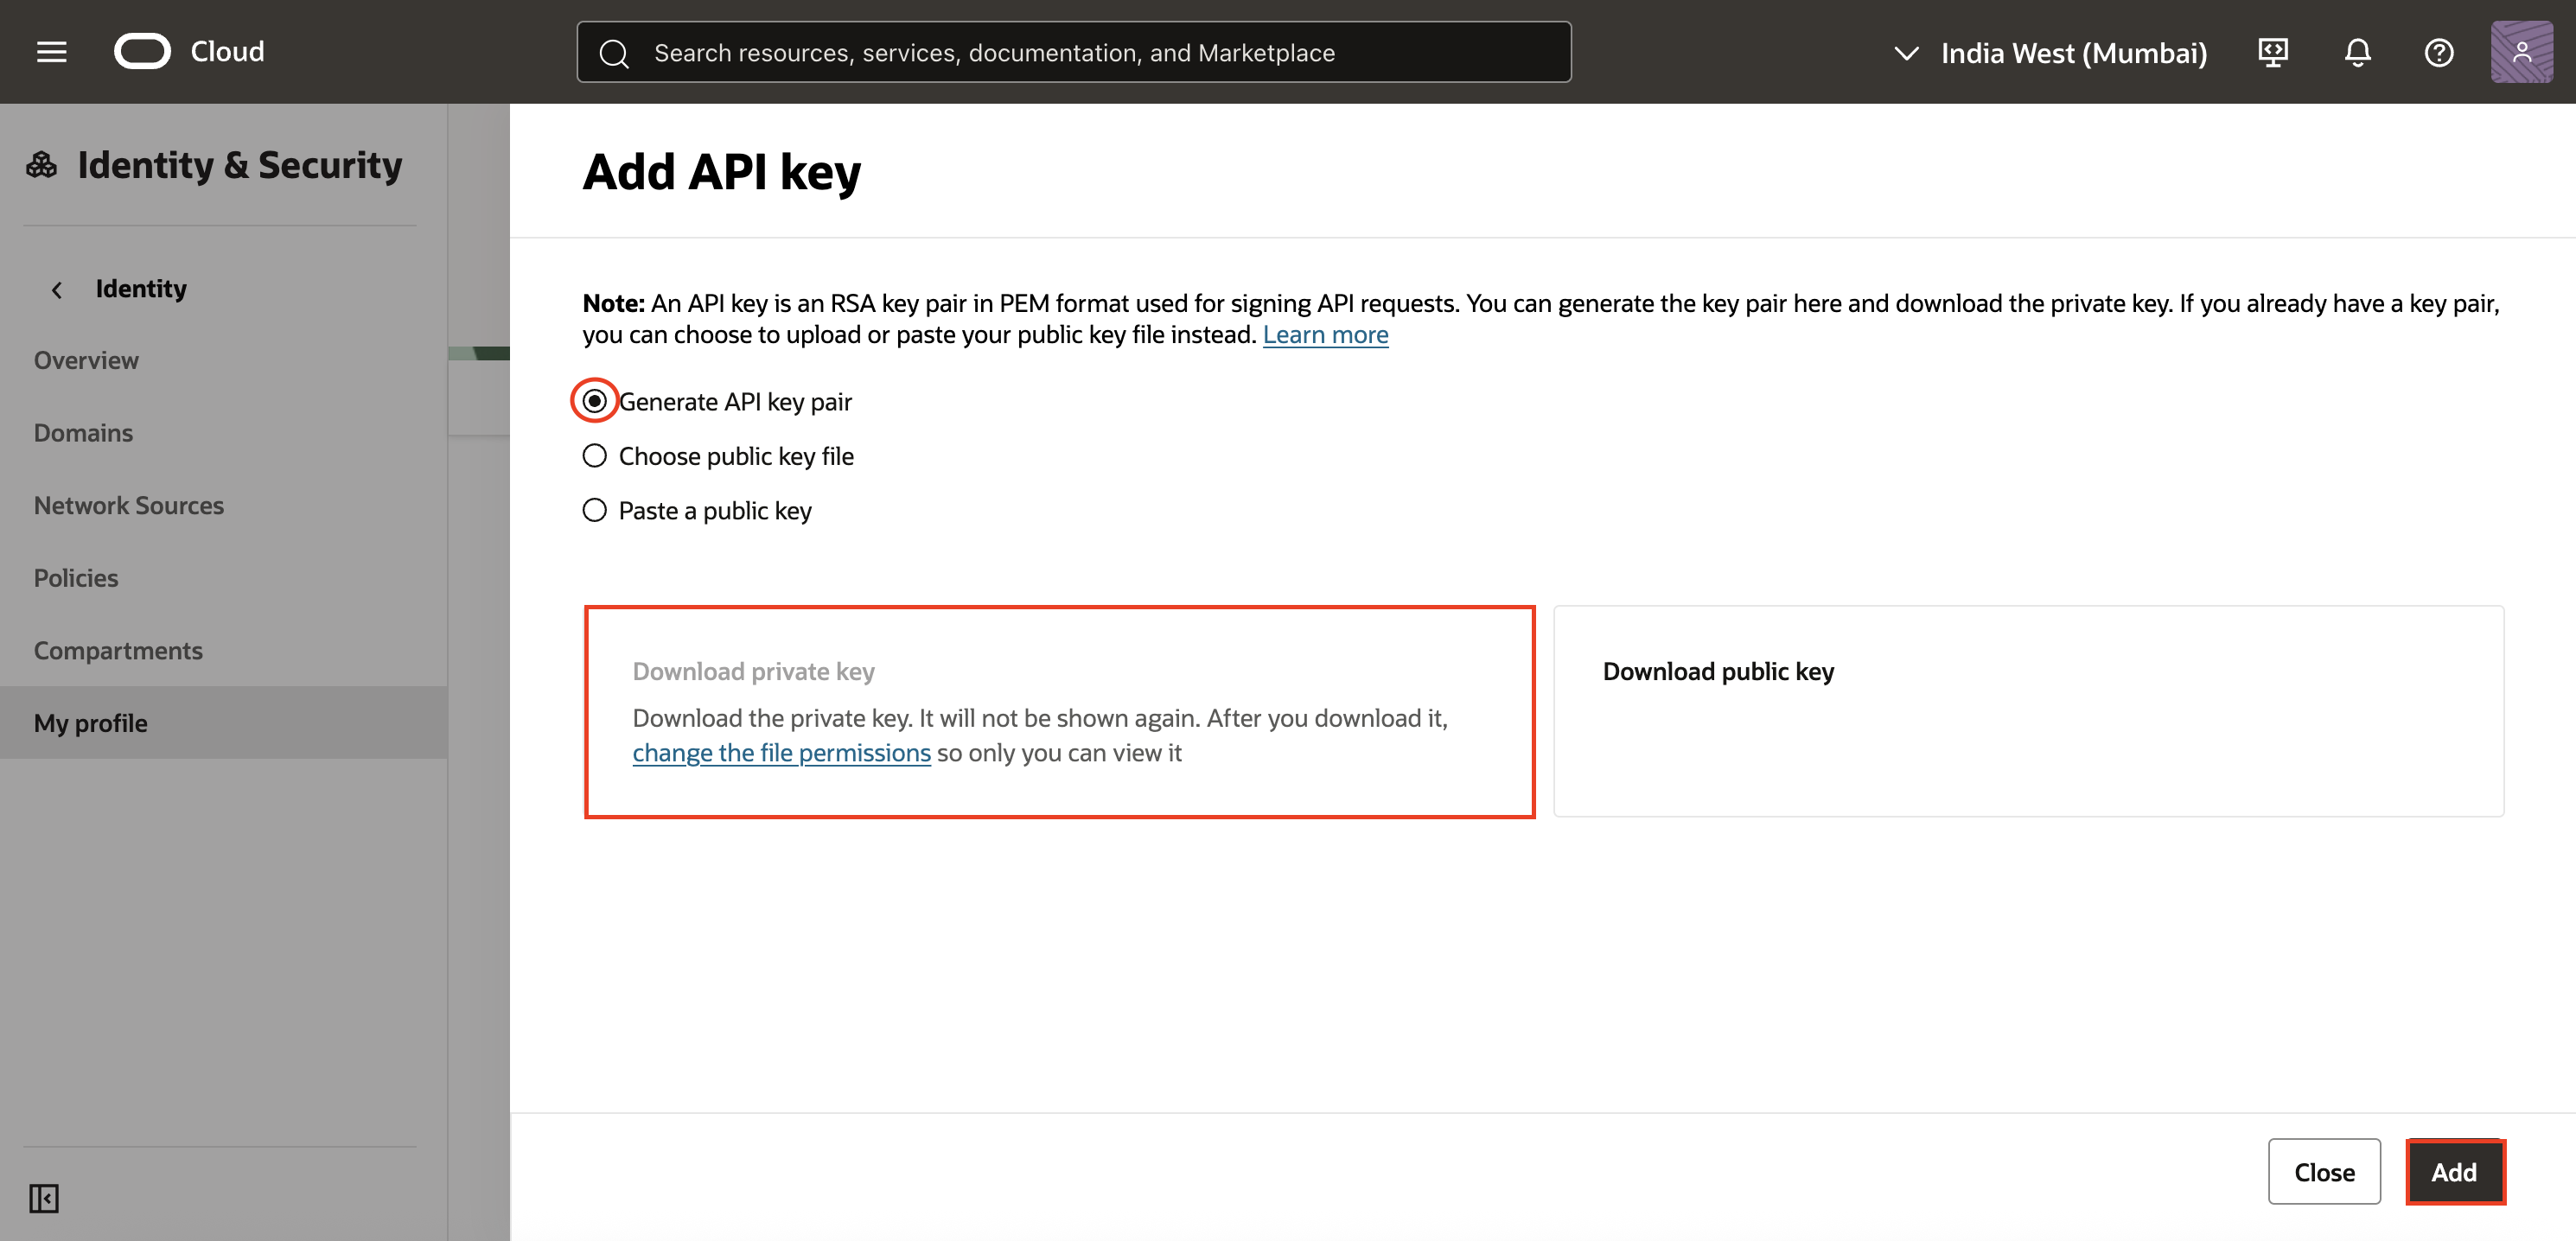 Cloud
Search resources, services, documentation, and Marketplace
India West (Mumbai)
Identity & Security
Identity
Overview
Domains
Network Sources
Policies
Compartments
My profile
Add API key
Note: An API key is an RSA key pair in PEM format used for signing API requests. You can generate the key pair here and download the private key. If you already have a key pair,
you can choose to upload or paste your public key file instead. Learn more
Generate API key pair
Choose public key file
Paste a public key
Download private key
Download the private key. It will not be shown again. After you download it,
change the file permissions so only you can view it
Download public key
Close
Add